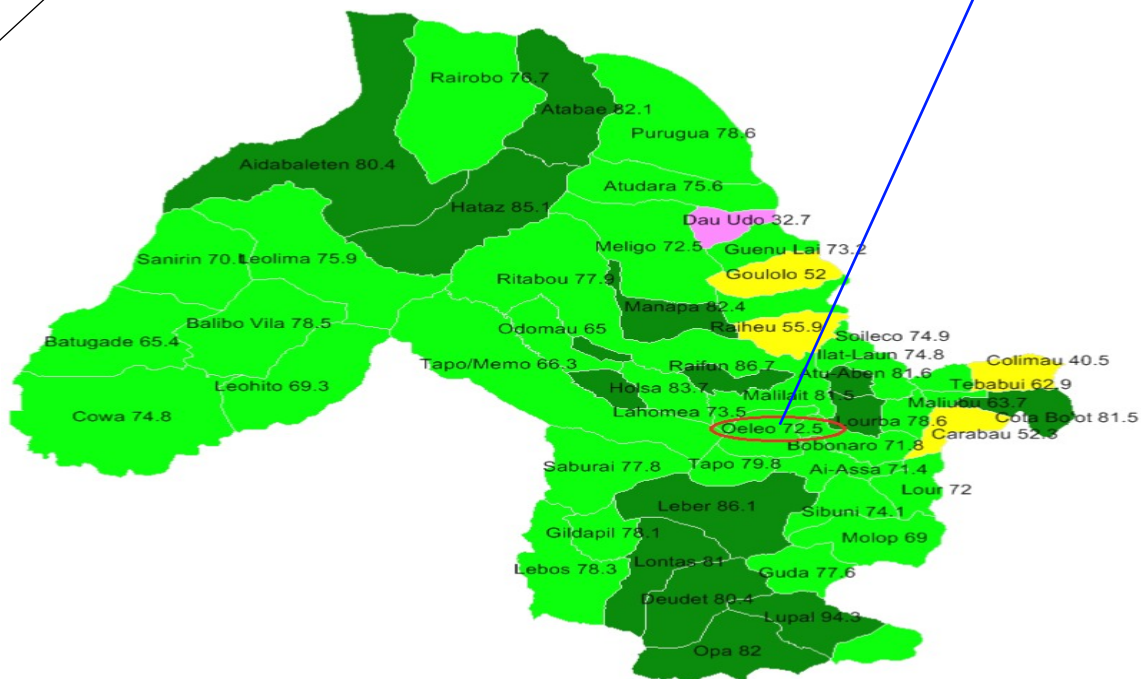 Rairobo 76.7
Atabae 82.1
Purugua 78.6
Aidabaleten 80.4
Atudara 75.6
Hataz 85.1
Dau Udo 32.7
Meligo 72.5
Guenu Lai 73.2
Sanirin 70.1
Leolima 75.9
Goulolo 52
Ritabou 77.9
Manapa 82.4
Balibo Vila 78.5
Odomau 65
Raiheu 55.9
Soileco 74.9
Batugade 65.4
Ilat-Laun 74.8
Colimau 40.5
Tapo/Memo 66.3
Raifun 86.7
Atu-Aben 81.6
Tebabui 62.9
Leohito 69.3
Holsa 83.7
Malilait 81.5
Maliubu 63.7
Cowa 74.8
Lahomea 73.5
Lourba 78.6
Cota Bo'ot 81.5
Oeleo 72.5
Carabau 52.3
Bobonaro 71.8
Saburai 77.8
Tapo 79.8
Ai-Assa 71.4
Lour 72
Leber 86.1
Sibuni 74.1
Gildapil 78.1
Molop 69
Lontas 81
Lebos 78.3
Guda 77.6
Deudet 80.4
Lupal 94.3
Opa 82